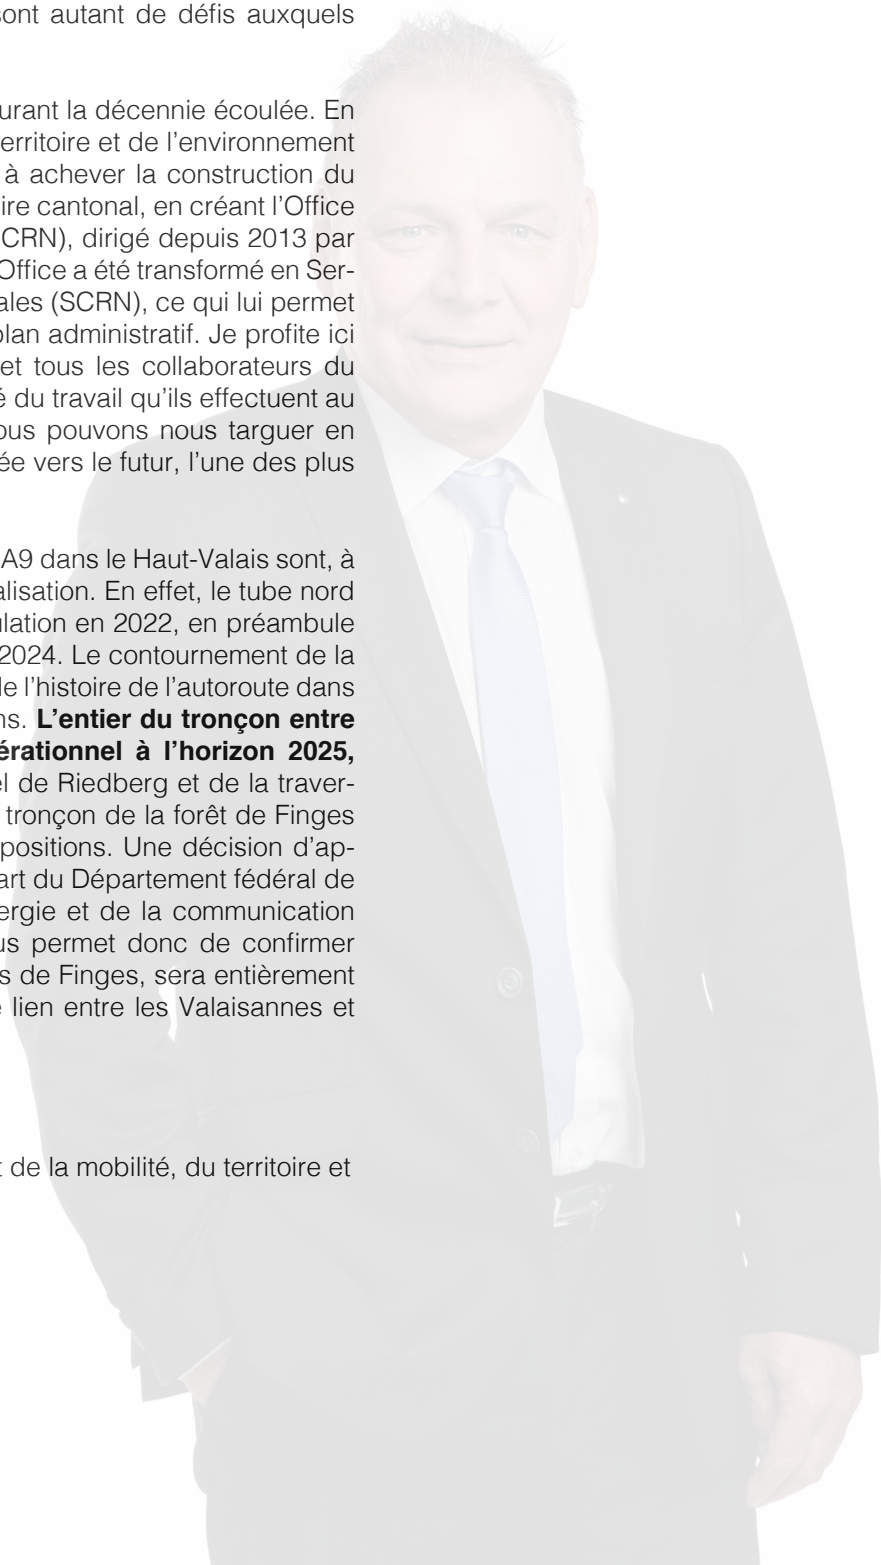 sont autant de défis auxquels
urant la décennie écoulée. En
erritoire et de l'environnement
à achever la construction du
ire cantonal, en créant l'Office
CRN), dirigé depuis 2013 par
Office a été transformé en Ser-
ales (SCRN), ce qui lui permet
plan administratif. Je profite ici
et tous les collaborateurs du
é du travail qu'ils effectuent au
ous pouvons nous targuer en
ée vers le futur, l'une des plus
A9 dans le Haut-Valais sont, à
alisation. En effet, le tube nord
ulation en 2022, en préambule
2024. Le contournement de la
de l'histoire de l'autoroute dans
ns. L'entier du tronçon entre
érationnel à l'horizon 2025,
el de Riedberg et de la traver-
tronçon de la forêt de Finges
positions. Une décision d'ap-
art du Département fédéral de
ergie et de la communication
us permet donc de confirmer
s de Finges, sera entièrement
e lien entre les Valaisannes et
t de la mobilité, du territoire et